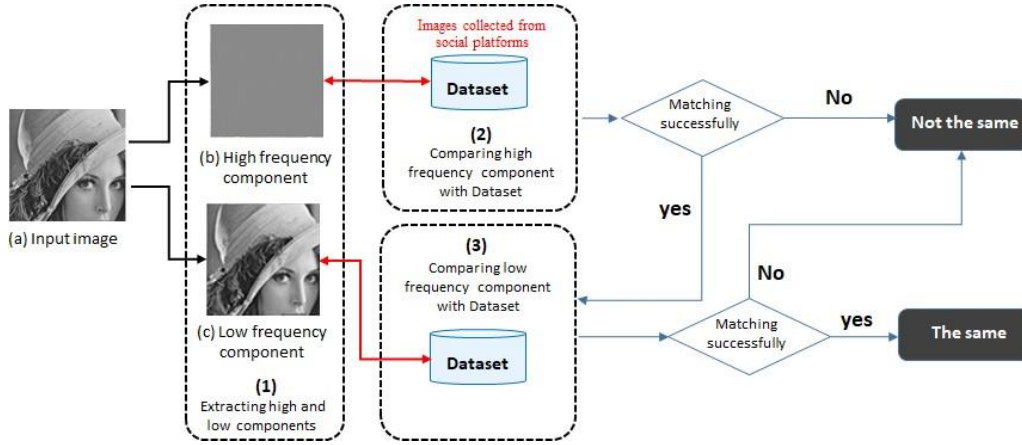 (a) Input image
(b) High frequency
component
(c) Low frequency
component
(1)
Extracting high and
low components
Images collected from
social platforms
Dataset
(2)
Comparing high
frequency component
with Dataset
(3)
Comparing low
frequency component
with Dataset
Dataset
Matching
successfully
No
Not the same
yes
No
Matching
successfully
yes
The same